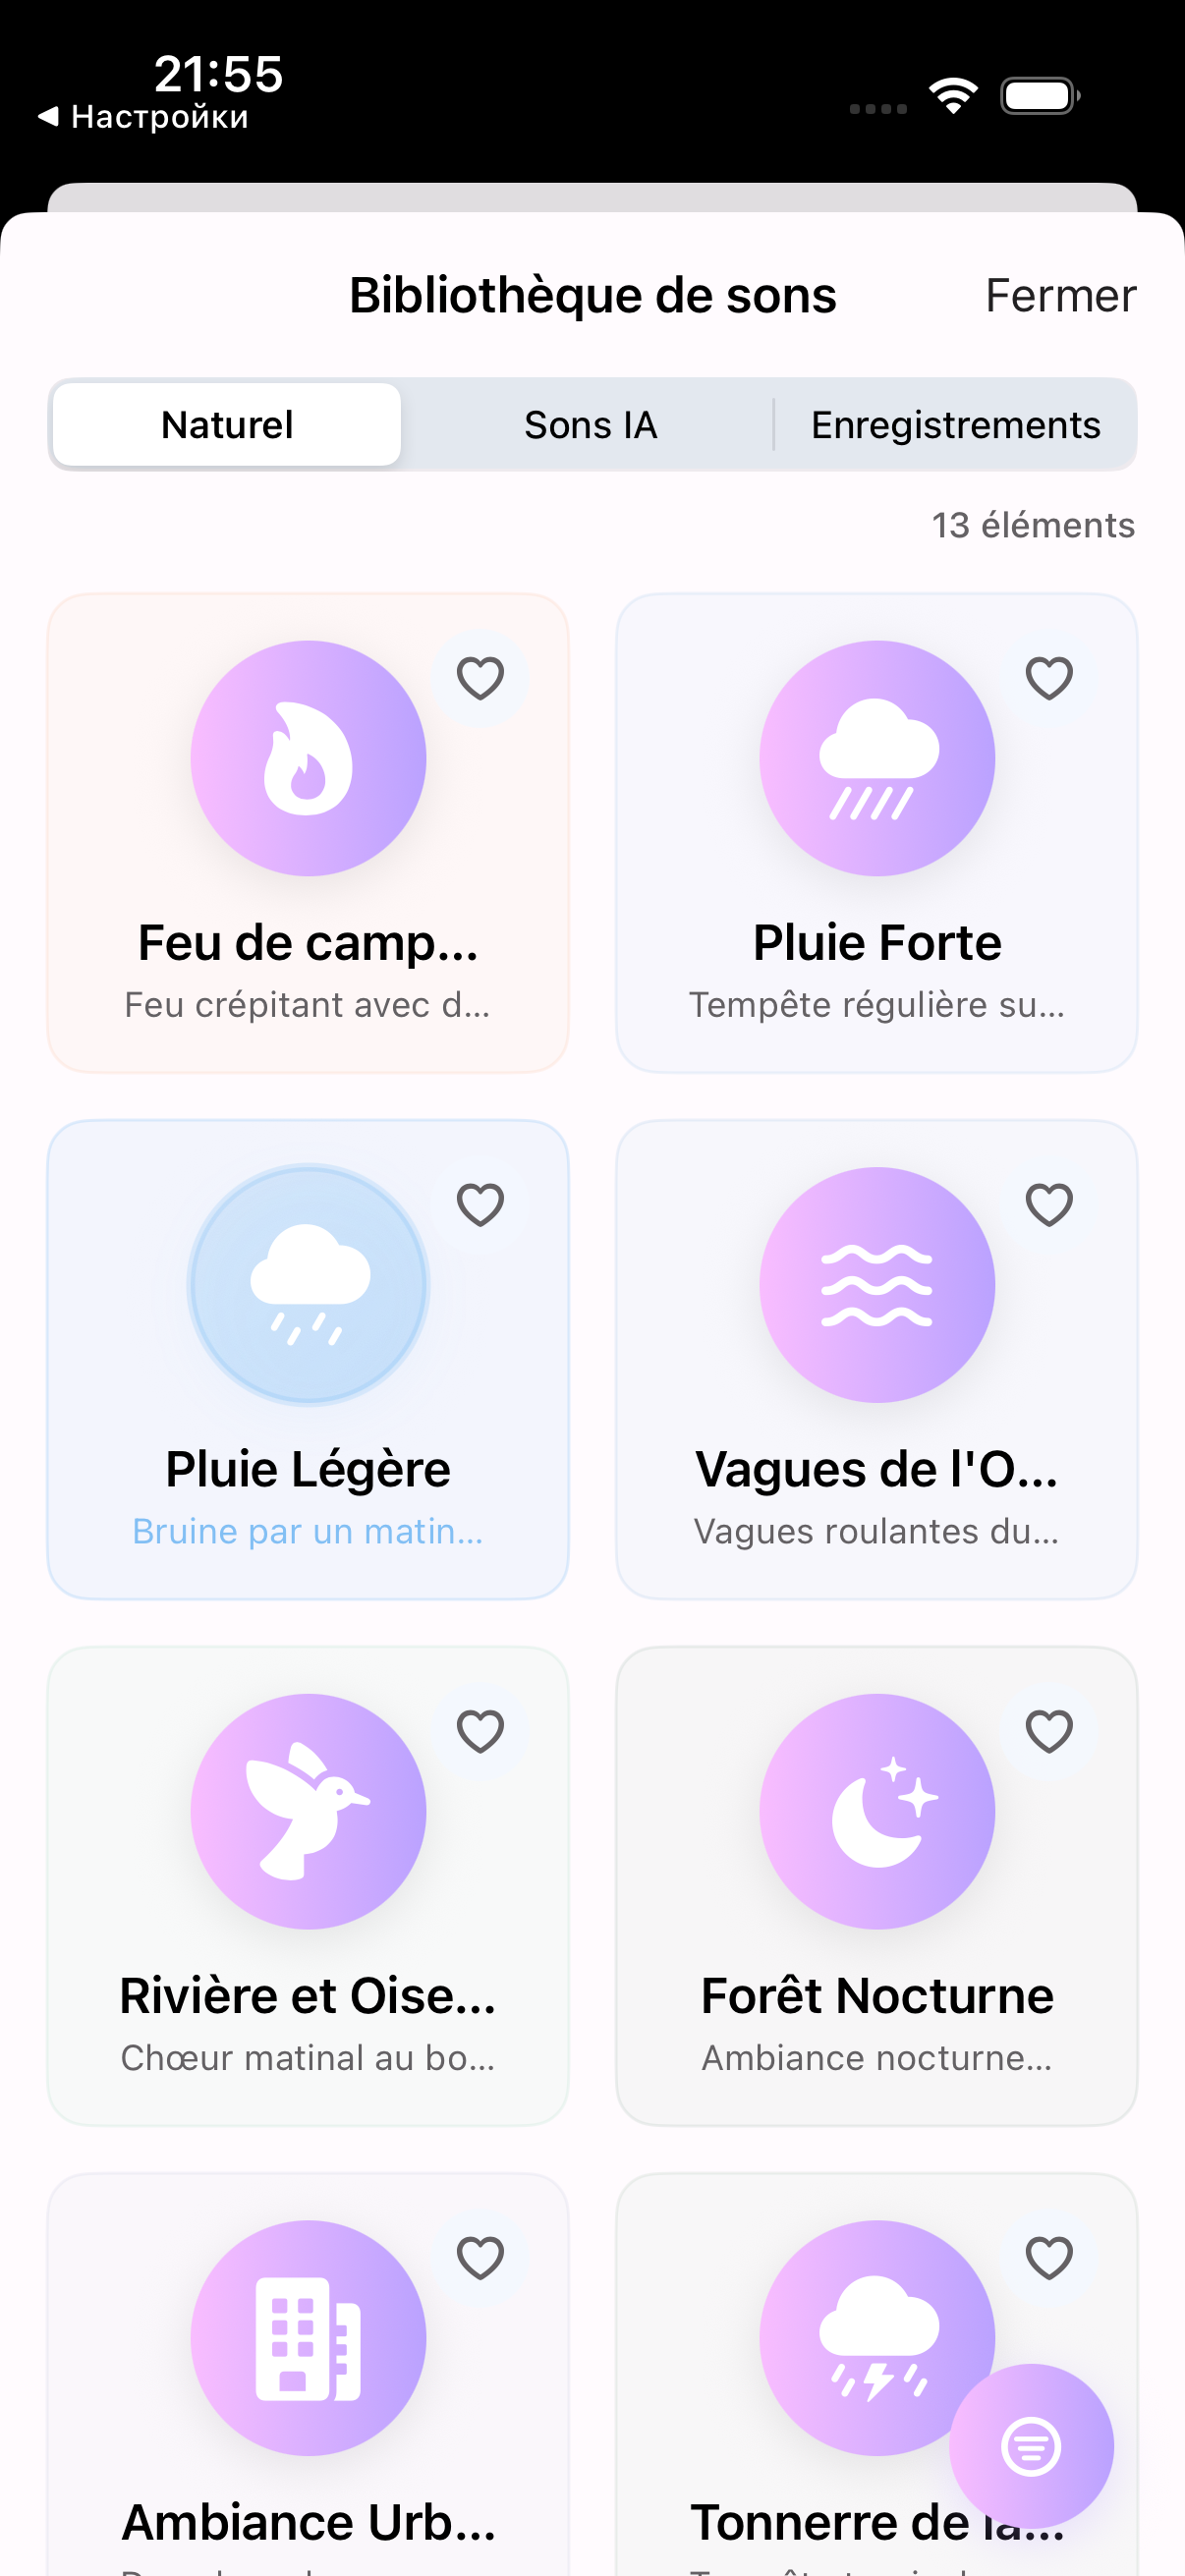 21:55
◀ Настройки
Bibliothèque de sons
Fermer
Naturel
Sons IA
Enregistrements
13 éléments
Feu de camp...
Pluie Forte
Feu crépitant avec d...
Tempête régulière su...
Pluie Légère
Vagues de l'O...
Bruine par un matin...
Vagues roulantes du...
Rivière et Oise...
Forêt Nocturne
Chœur matinal au bo...
Ambiance nocturne...
Ambiance Urb...
Tonnerre de la...